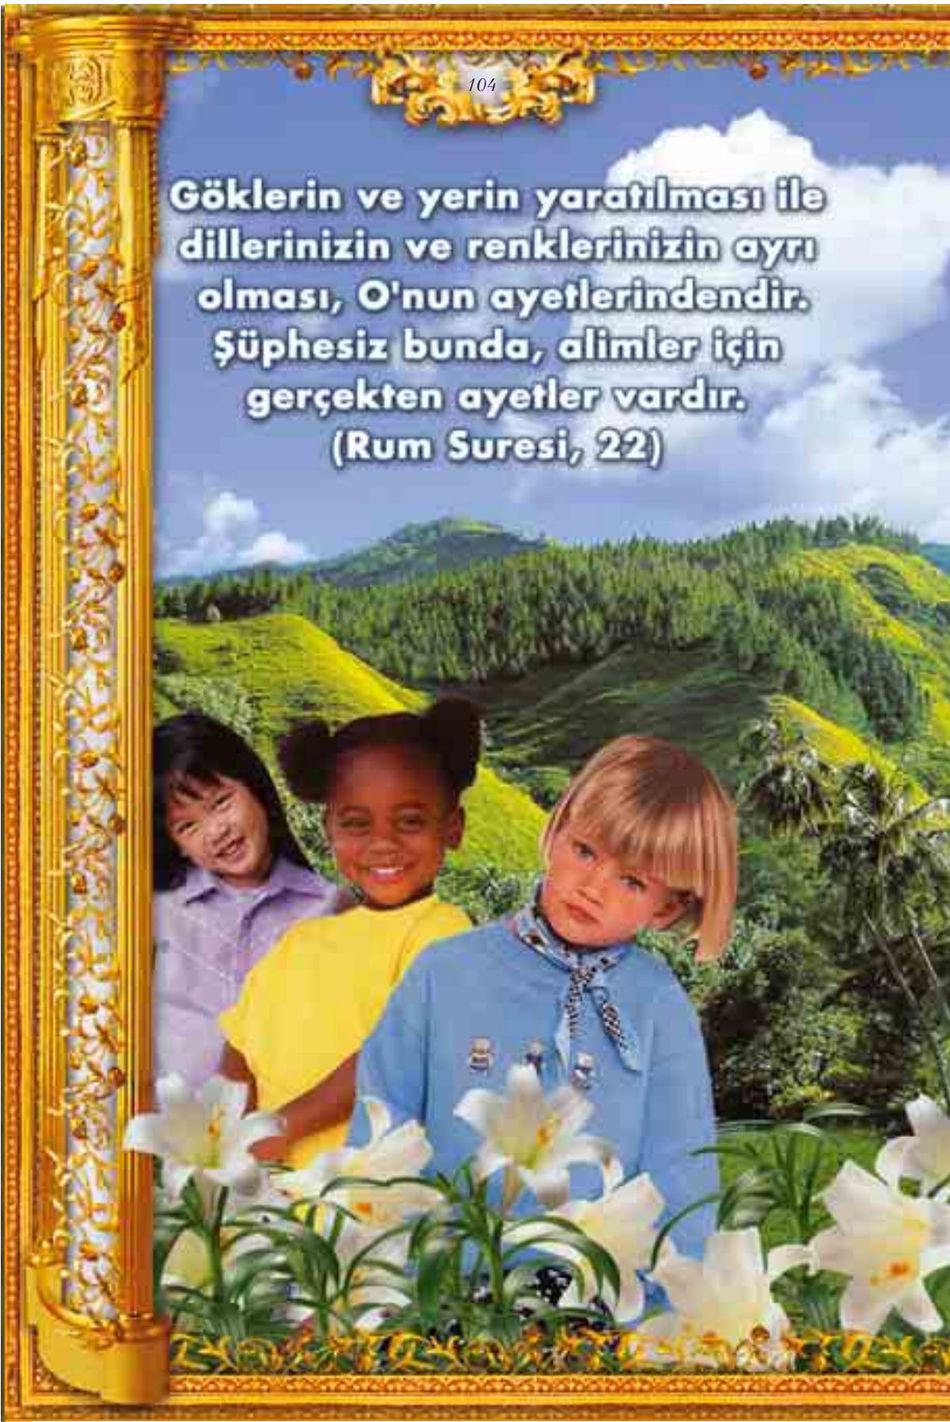 104
Göklerin ve yerin yaratılması ile
dillerinizin ve renklerinizin ayrı
olması, O'nun ayetlerindendir.
Şüphesiz bunda, alimler için
gerçekten ayetler vardır.
(Rum Suresi, 22)